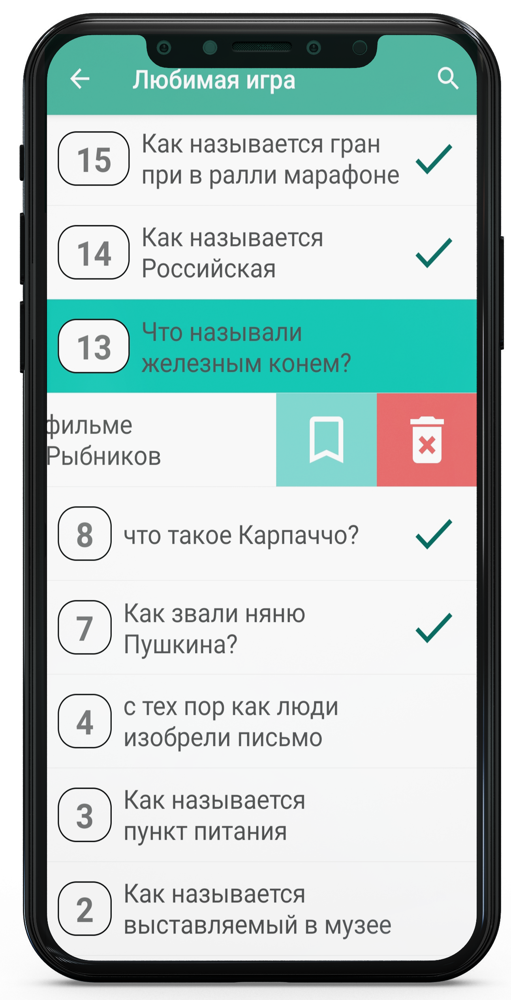 Любимая игра
15
Как называется гран
при в ралли марафоне
14
Как называется
Российская
13
Что называли
железным конем?
фильме
Рыбников
8
что такое Карпаччо?
7
Как звали няню
Пушкина?
4
с тех пор как люди
изобрели письмо
3
Как называется
пункт питания
2
Как называется
выставляемый в музее